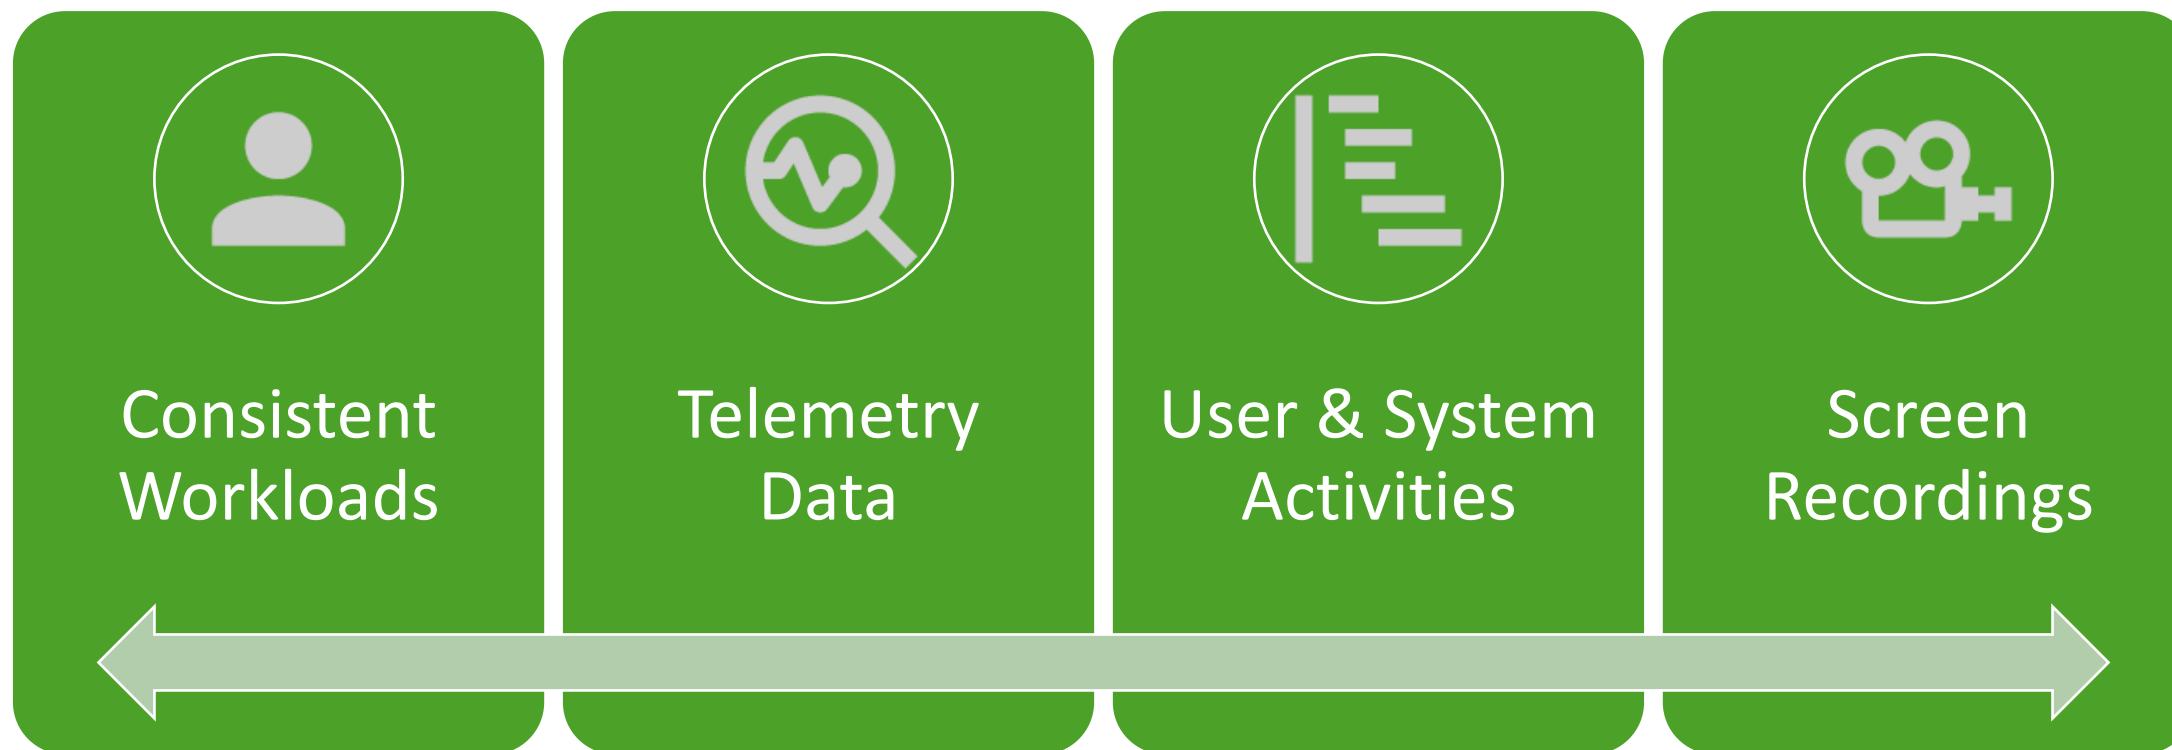 Consistent
Workloads
Telemetry
Data
User & System
Activities
Screen
Recordings